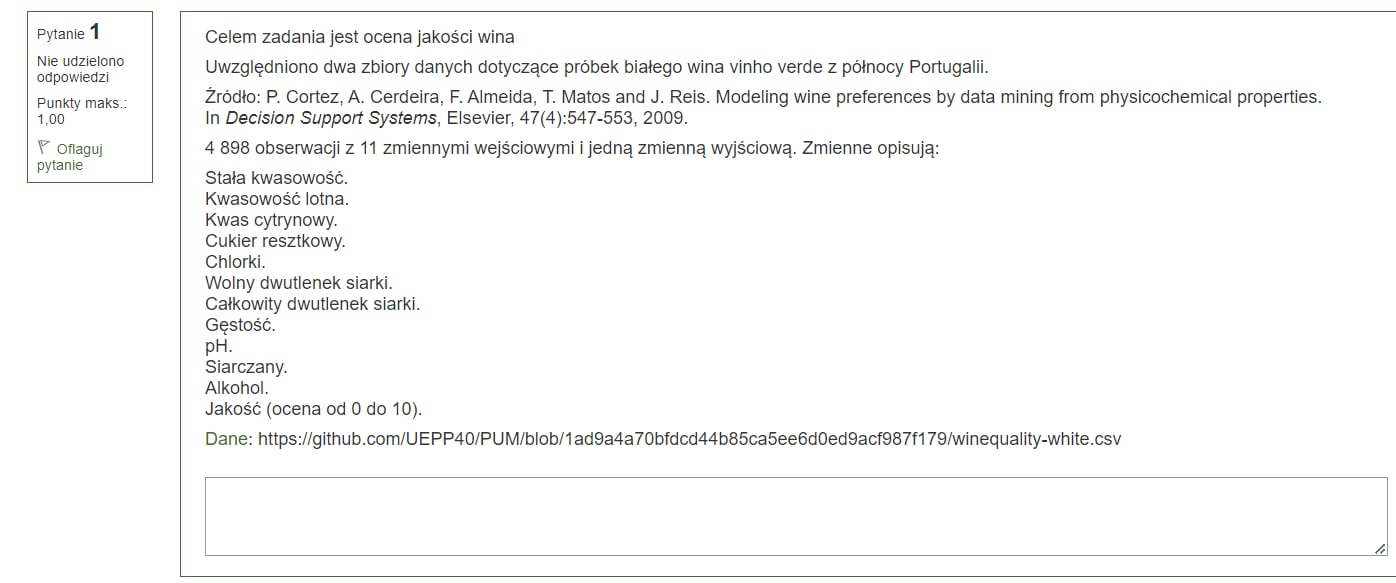 Pytanie 1
Nie udzielono
odpowiedzi
Punkty maks.:
1,00
Oflaguj
pytanie
Celem zadania jest ocena jakości wina
Uwzględniono dwa zbiory danych dotyczące próbek białego wina vinho verde z północy Portugalii.
Źródło: P. Cortez, A. Cerdeira, F. Almeida, T. Matos and J. Reis. Modeling wine preferences by data mining from physicochemical properties.
In Decision Support Systems, Elsevier, 47(4):547-553, 2009.
4 898 obserwacji z 11 zmiennymi wejściowymi i jedną zmienną wyjściową. Zmienne opisują:
Stała kwasowość.
Kwasowość lotna.
Kwas cytrynowy.
Cukier resztkowy.
Chlorki.
Wolny dwutlenek siarki.
Całkowity dwutlenek siarki.
Gęstość.
pH.
Siarczany.
Alkohol.
Jakość (ocena od 0 do 10).
Dane: https://github.com/UEPP40/PUM/blob/1ad9a4a70bfdcd44b85ca5ee6d0ed9acf987f179/winequality-white.csv